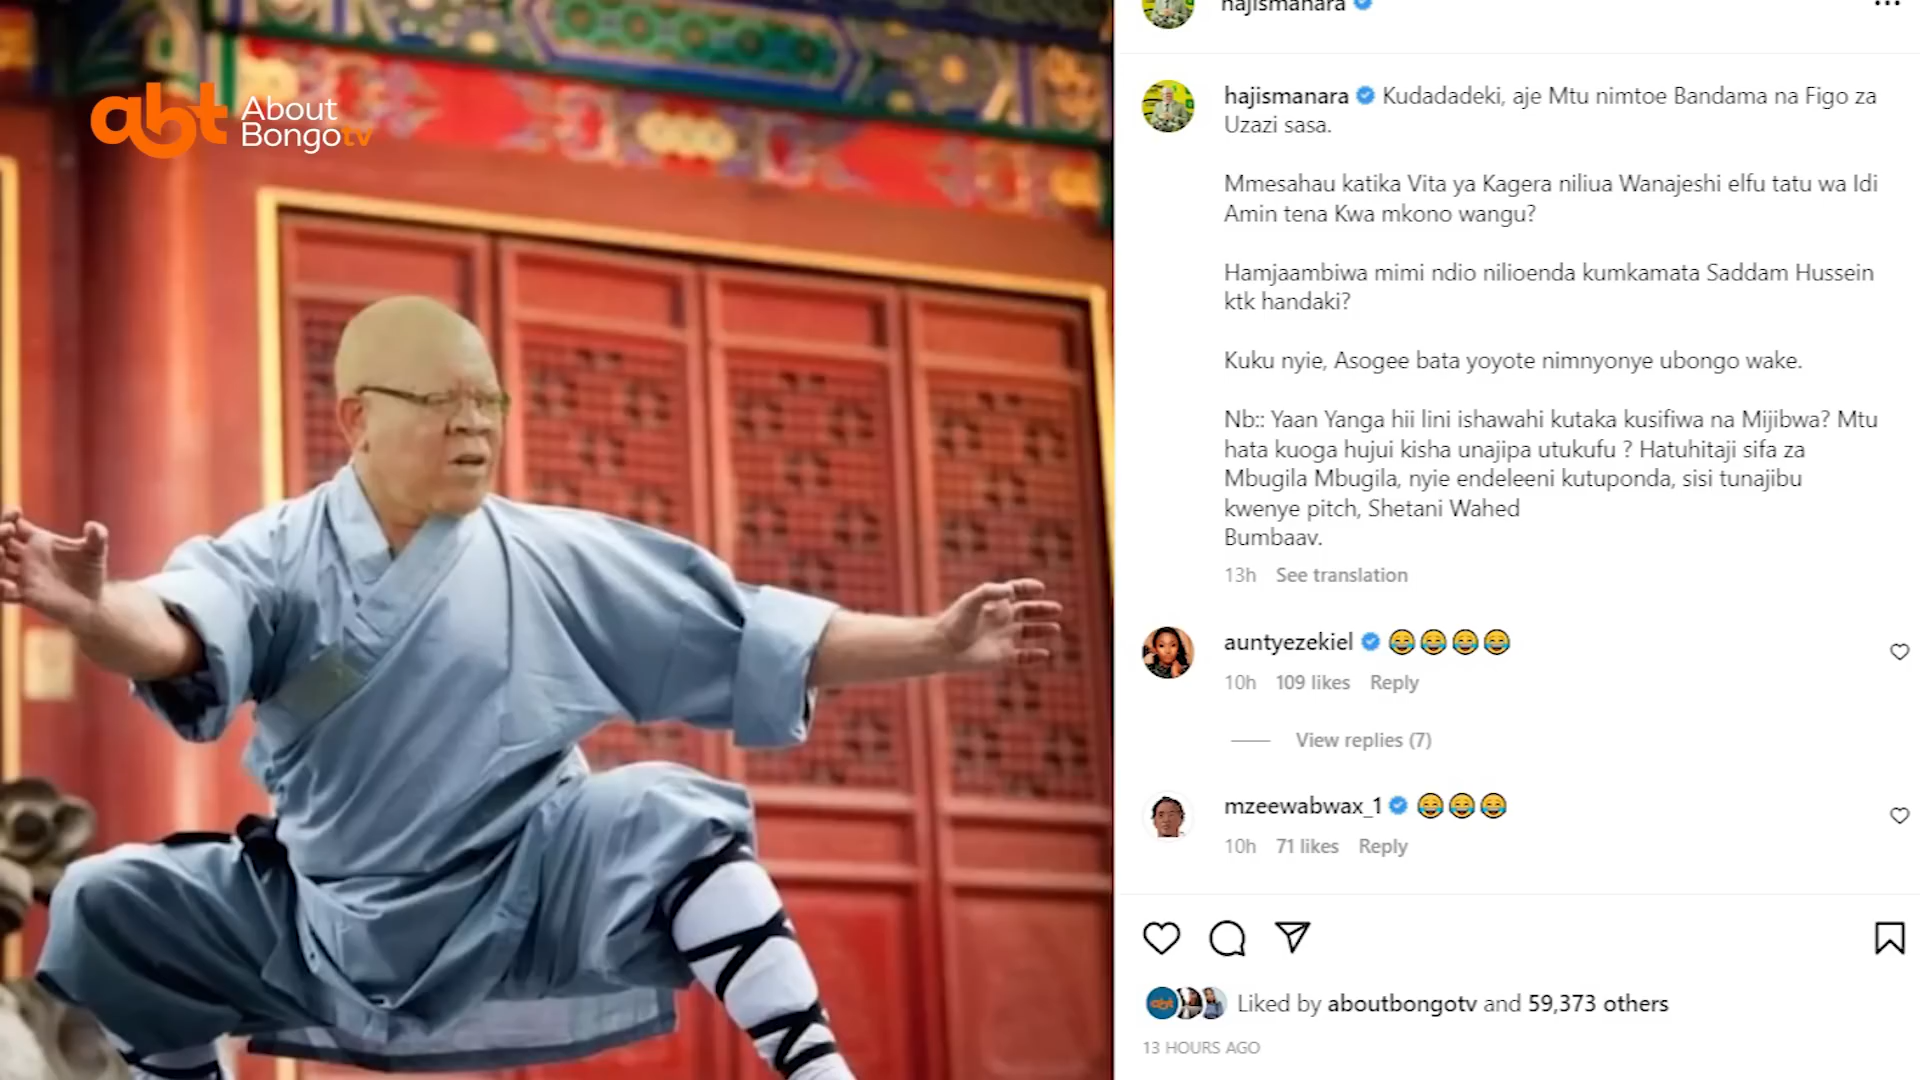 abt About
Bongotv
hajismanara
hajismanara Kudadadeki, aje Mtu nimtoe Bandama na Figo za
Uzazi sasa.
Mmesahau katika Vita ya Kagera niliua Wanajeshi elfu tatu wa Idi
Amin tena Kwa mkono wangu?
Hamjaambiwa mimi ndio nilioenda kumkamata Saddam Hussein
ktk handaki?
Kuku nyie, Asogee bata yoyote nimnyonye ubongo wake.
Nb:: Yaan Yanga hii lini ishawahi kutaka kusifiwa na Mijibwa? Mtu
hata kuoga hujui kisha unajipa utukufu ? Hatuhitaji sifa za
Mbugila Mbugila, nyie endeleeni kutuponda, sisi tunajibu
kwenye pitch, Shetani Wahed
Bumbaav.
13h See translation
auntyezekiel 😂😂😂😂
10h 109 likes Reply
View replies (7)
mzeewabwax_1 😂😂😂
10h 71 likes Reply
abt Liked by aboutbongotv and 59,373 others
13 HOURS AGO